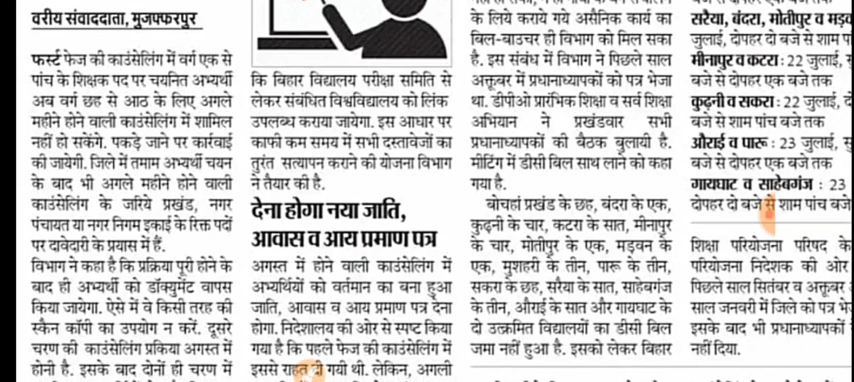 वरीय संवाददाता, मुजफ्फरपुर
फर्स्ट फेज की काउंसेलिंग में वर्ग एक से
पांच के शिक्षक पद पर चयनित अभ्यर्थी
अब वर्ग छह से आठ के लिए अगले
महीने होने वाली काउंसेलिंग में शामिल
नहीं हो सकेंगे. पकड़े जाने पर कार्रवाई
की जायेगी. जिले में तमाम अभ्यर्थी चयन
के बाद भी अगले महीने होने वाली
काउंसेलिंग के जरिये प्रखंड, नगर
पंचायत या नगर निगम इकाई के रिक्त पदों
पर दावेदारी के प्रयास में हैं.
विभाग ने कहा है कि प्रक्रिया पूरी होने के
बाद ही अभ्यर्थी को डॉक्युमेंट वापस
किया जायेगा. ऐसे में वे किसी तरह की
स्कैन कॉपी का उपयोग न करें. दूसरे
चरण की काउंसेलिंग प्रकिया अगस्त में
होनी है. इसके बाद दोनों ही चरण में
कि बिहार विद्यालय परीक्षा समिति से
लेकर संबंधित विश्वविद्यालय को लिंक
उपलब्ध कराया जायेगा. इस आधार पर
काफी कम समय में सभी दस्तावेजों का
तुरंत सत्यापन कराने की योजना विभाग
ने तैयार की है.
देना होगा नया जाति,
आवास व आय प्रमाण पत्र
अगस्त में होने वाली काउंसेलिंग में
अभ्यर्थियों को वर्तमान का बना हुआ
जाति, आवास व आय प्रमाण पत्र देना
होगा. निदेशालय की ओर से स्पष्ट किया
गया है कि पहले फेज की काउंसेलिंग में
इससे राहत दी गयी थी. लेकिन, अगली
के लिये कराये गये असैनिक कार्य का
बिल-बाउचर ही विभाग को मिल सका
है. इस संबंध में विभाग ने पिछले साल
अक्तूबर में प्रधानाध्यापकों को पत्र भेजा
था. डीपीओ प्रारंभिक शिक्षा व सर्व शिक्षा
अभियान ने प्रखंडवार सभी
प्रधानाध्यापकों की बैठक बुलायी है.
मीटिंग में डीसी बिल साथ लाने को कहा
गया है.
बोचहां प्रखंड के छह, बंदरा के एक,
कुढ़नी के चार, कटरा के सात, मीनापुर
के चार, मोतीपुर के एक, मड़वन के
एक, मुशहरी के तीन, पारू के तीन,
सकरा के छह, सरैया के सात, साहेबगंज
के तीन, औराई के सात और गायघाट के
दो उत्क्रमित विद्यालयों का डीसी बिल
जमा नहीं हुआ है. इसको लेकर बिहार
सरैया, बंदरा, मोतीपुर व
जुलाई, दोपहर दो बजे से शाम
मीनापुर व कटरा : 22 जुलाई,
बजे से दोपहर एक बजे तक
कुढ़नी व सकरा : 22 जुलाई,
बजे से शाम पांच बजे तक
औराई व पारू : 23 जुलाई,
बजे से दोपहर एक बजे तक
गायघाट व साहेबगंज : 23
दोपहर दो बजे से शाम पांच बजे
शिक्षा परियोजना परिषद के
परियोजना निदेशक की ओर
पिछले साल सितंबर व अक्तूबर
साल जनवरी में जिले को पत्र
इसके बाद भी प्रधानाध्यापकों
नहीं दिया.